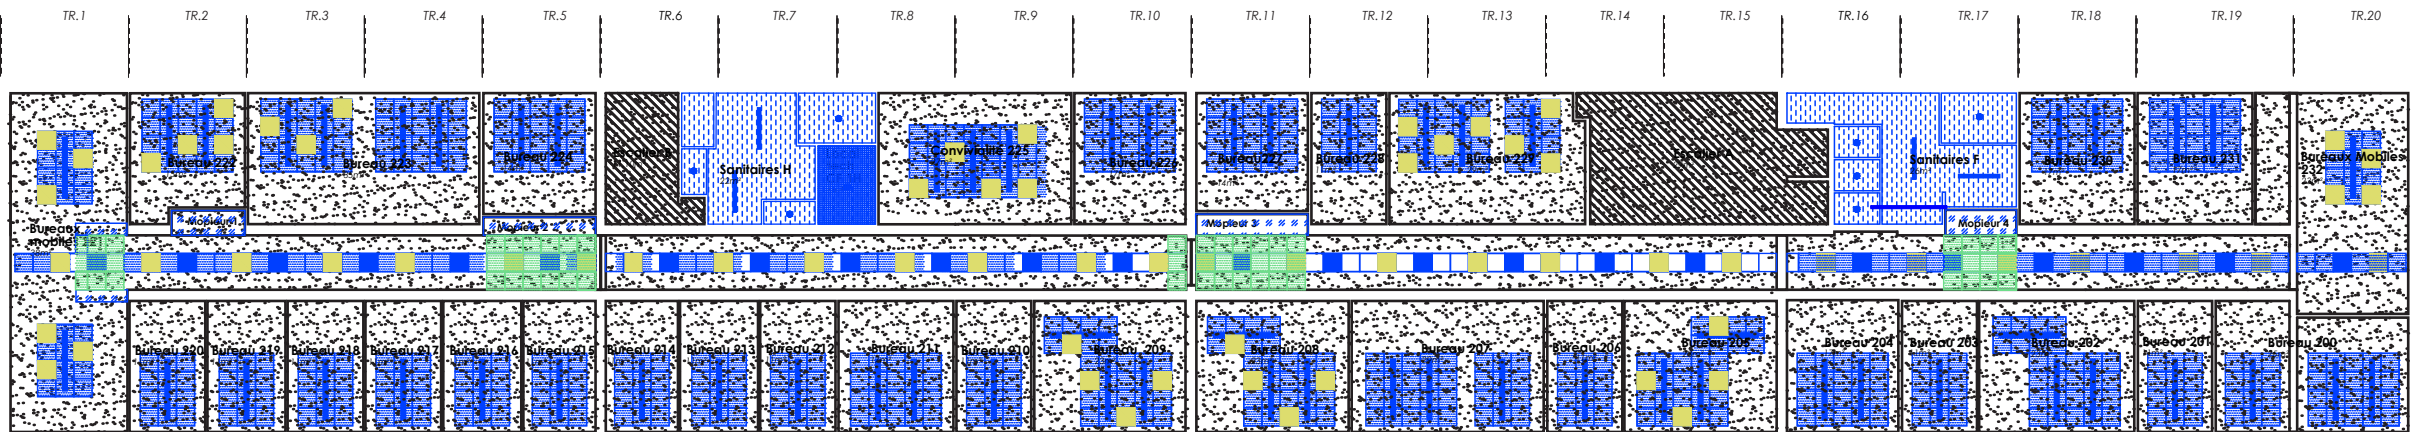 TR.1 TR.2 TR.3 TR.4 TR.5 TR.6 TR.7 TR.8 TR.9 TR.10 TR.11 TR.12 TR.13 TR.14 TR.15 TR.16 TR.17 TR.18 TR.19 TR.20
Bureau 222
Bureau 223
Bureau 224
Sanitaires H
Convivialité 225
Bureau 226
Bureau 227
Bureau 228
Bureau 229
Sanitaires F
Bureau 230
Bureau 231
Bureaux Mobiles
232
Bureaux
mobile
Mopieur 1
Mopieur 2
Mopieur 3
Mopieur 4
Bureau 220
Bureau 219
Bureau 218
Bureau 217
Bureau 216
Bureau 215
Bureau 214
Bureau 213
Bureau 212
Bureau 211
Bureau 210
Bureau 209
Bureau 208
Bureau 207
Bureau 206
Bureau 205
Bureau 204
Bureau 203
Bureau 202
Bureau 201
Bureau 200